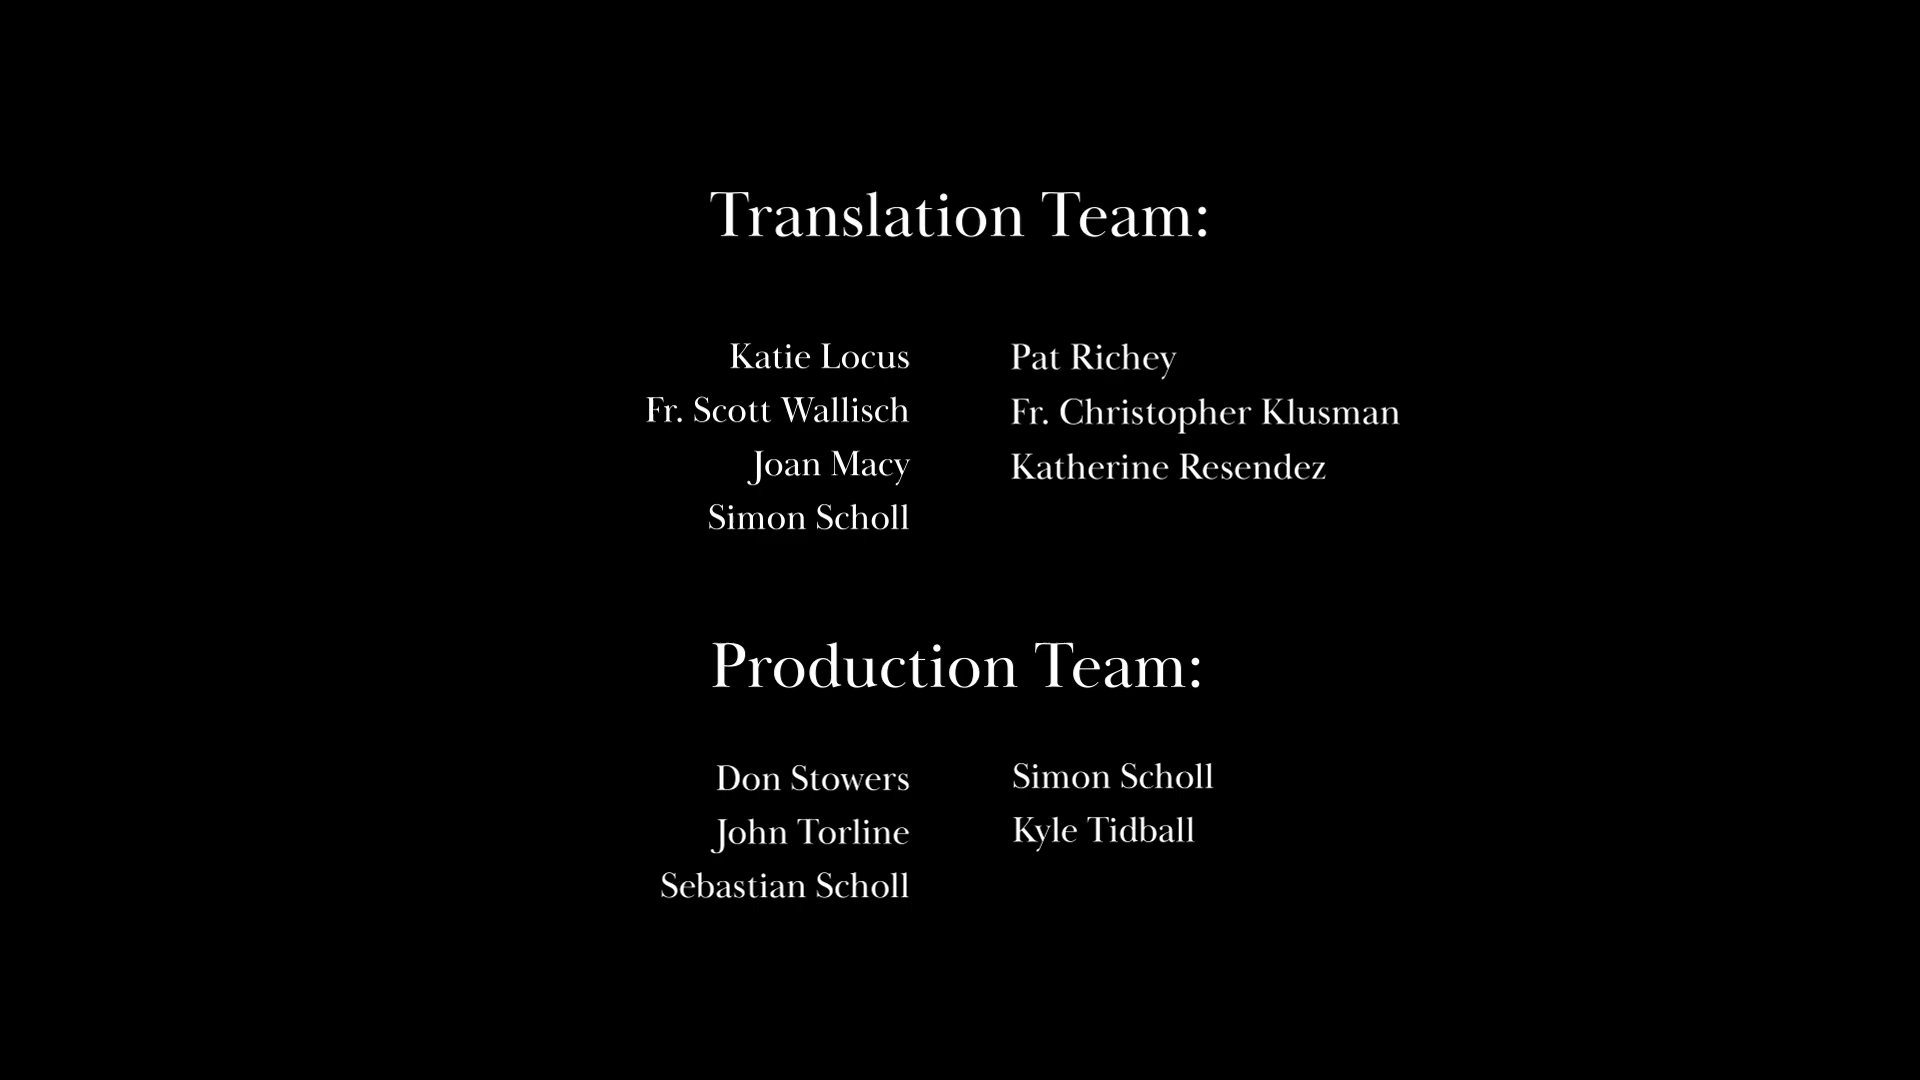 Translation Team:
Katie Locus
Fr. Scott Wallisch
Joan Macy
Simon Scholl
Pat Richey
Fr. Christopher Klusman
Katherine Resendez
Production Team:
Don Stowers
John Torline
Sebastian Scholl
Simon Scholl
Kyle Tidball